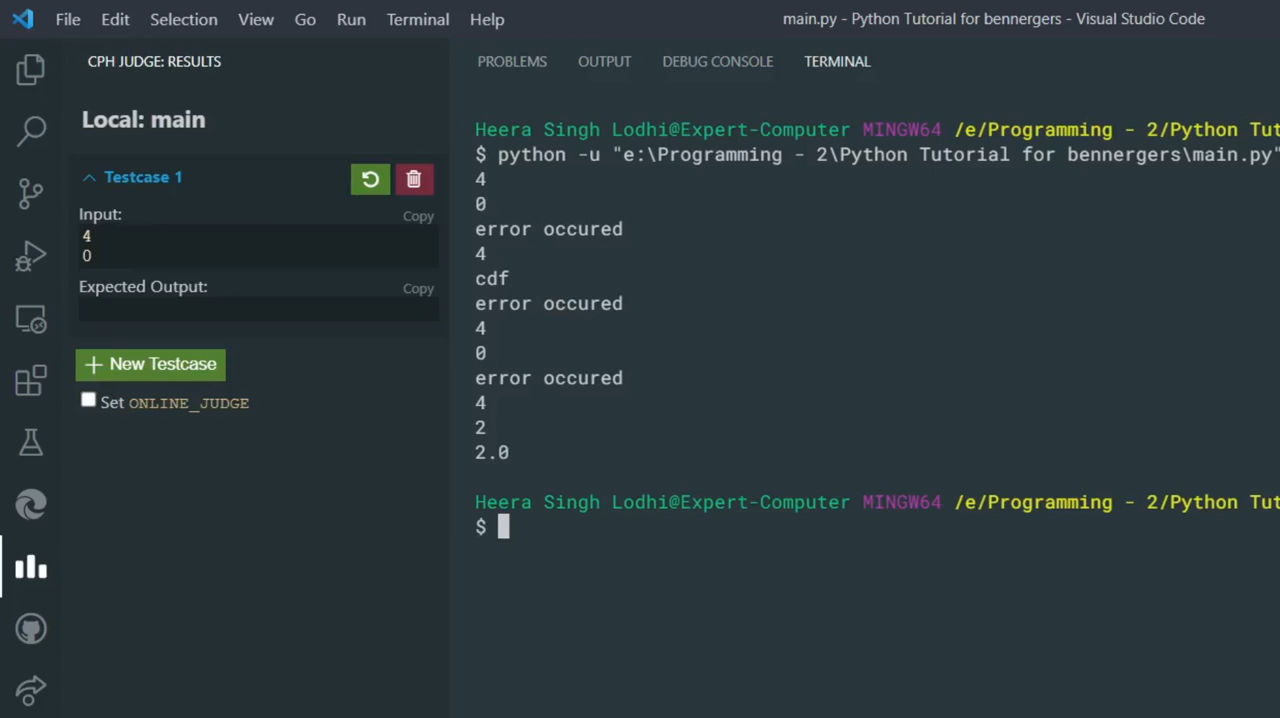 File Edit Selection View Go Run Terminal Help
main.py - Python Tutorial for bennergers - Visual Studio Code
CPH JUDGE: RESULTS
Local: main
Testcase 1
Input:
Copy
4
0
Expected Output:
Copy
New Testcase
Set ONLINE_JUDGE
PROBLEMS OUTPUT DEBUG CONSOLE TERMINAL
Heera Singh Lodhi@Expert-Computer MINGW64 /e/Programming - 2/Python Tut
$ python -u "e:\Programming - 2\Python Tutorial for bennergers\main.py"
4
0
error occured
4
cdf
error occured
4
0
error occured
4
2
2.0
Heera Singh Lodhi@Expert-Computer MINGW64 /e/Programming - 2/Python Tut
$